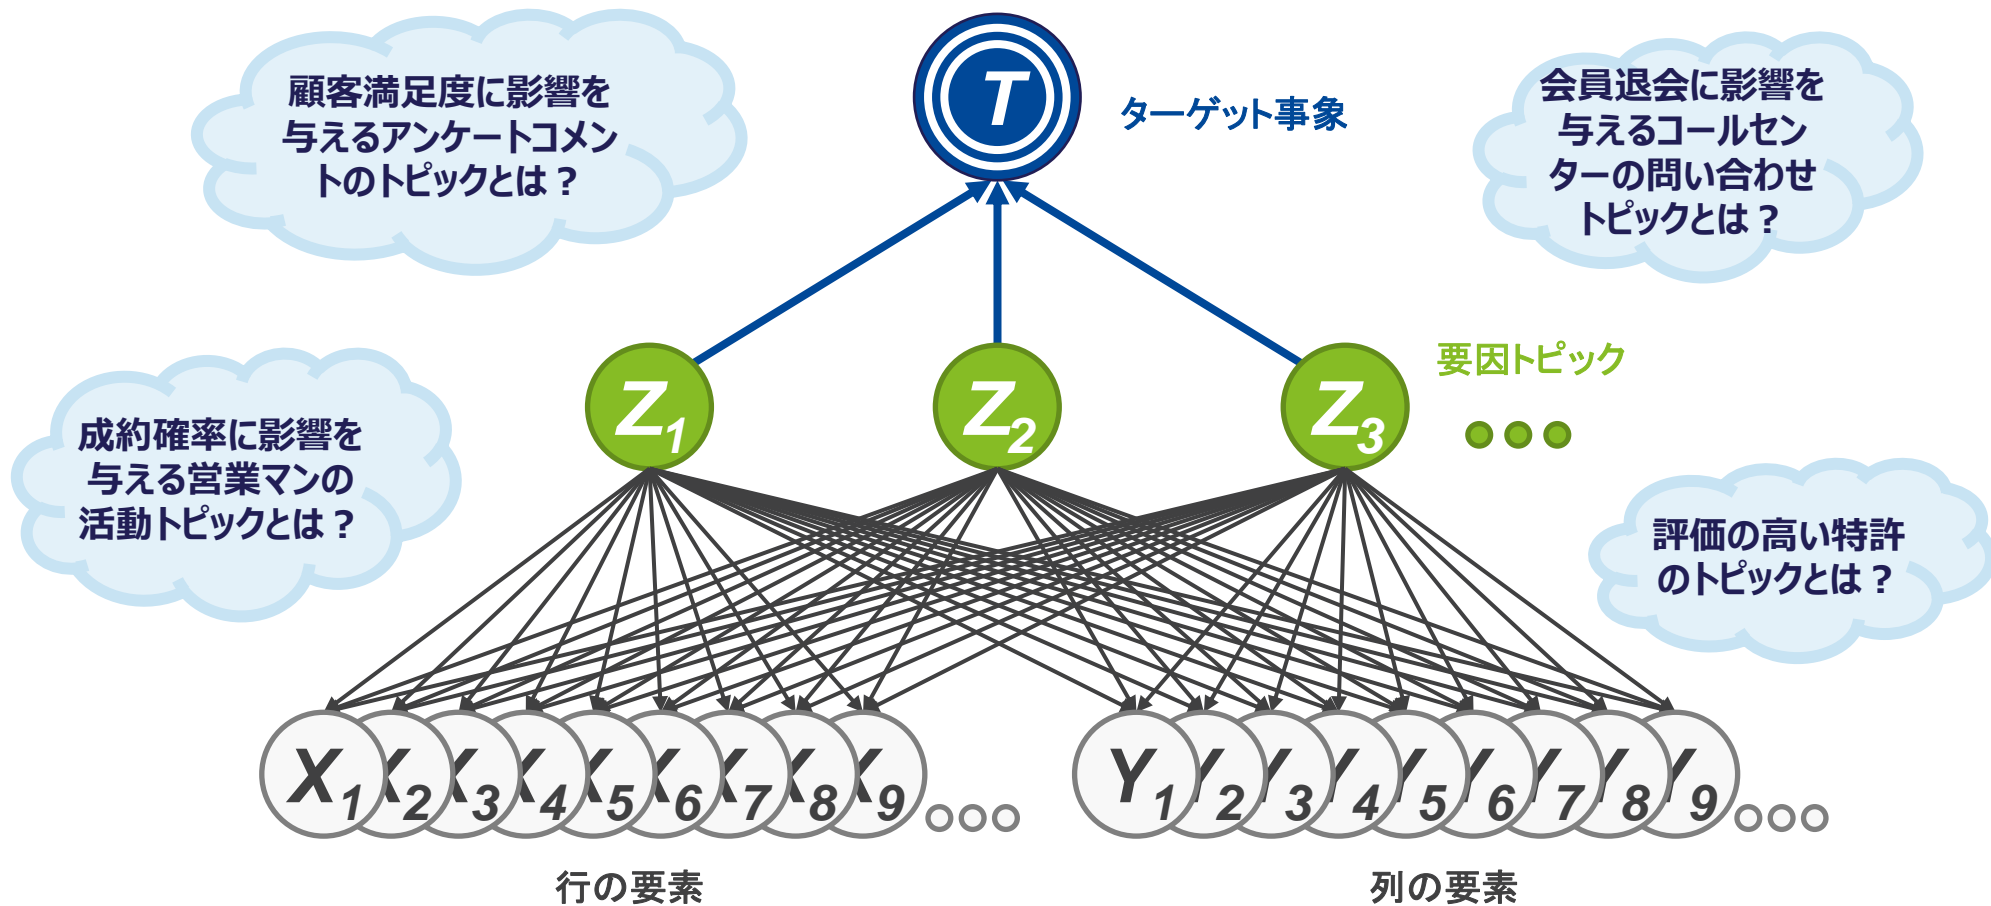 顧客満足度に影響を
与えるアンケートコメン
トのトピックとは？
T
ターゲット事象
会員退会に影響を
与えるコールセン
ターの問い合わせ
トピックとは？
Z1
Z2
Z3
要因トピック
成約確率に影響を
与える営業マンの
活動トピックとは？
評価の高い特許
のトピックとは？
X1 X2 X3 X4 X5 X6 X7 X8 X9
Y1 Y2 Y3 Y4 Y5 Y6 Y7 Y8 Y9
行の要素
列の要素